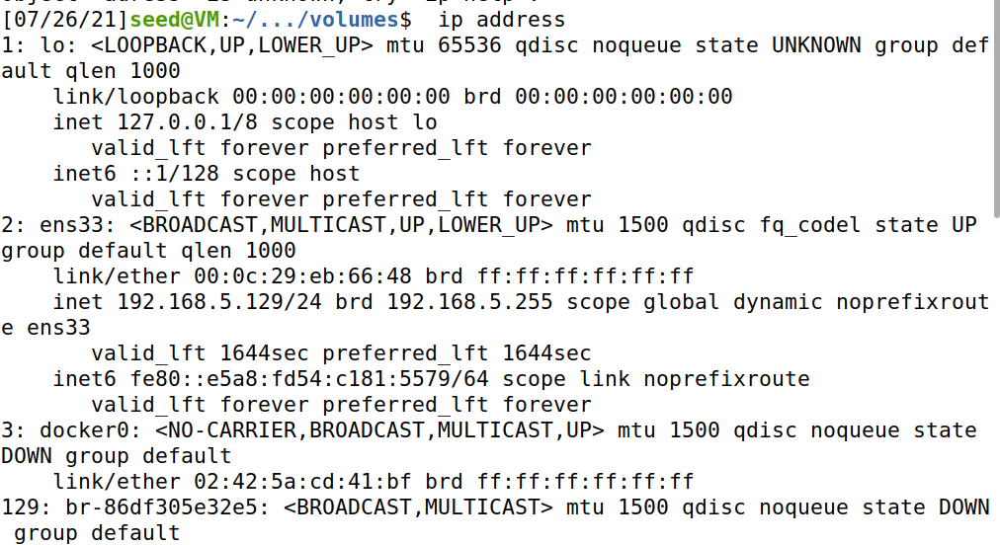 [07/26/21]seed@VM:~/.../volumes$  ip address
1: lo: <LOOPBACK,UP,LOWER_UP> mtu 65536 qdisc noqueue state UNKNOWN group def
ault qlen 1000
    link/loopback 00:00:00:00:00:00 brd 00:00:00:00:00:00
    inet 127.0.0.1/8 scope host lo
       valid_lft forever preferred_lft forever
    inet6 ::1/128 scope host
       valid_lft forever preferred_lft forever
2: ens33: <BROADCAST,MULTICAST,UP,LOWER_UP> mtu 1500 qdisc fq_codel state UP
group default qlen 1000
    link/ether 00:0c:29:eb:66:48 brd ff:ff:ff:ff:ff:ff
    inet 192.168.5.129/24 brd 192.168.5.255 scope global dynamic noprefixrout
e ens33
       valid_lft 1644sec preferred_lft 1644sec
    inet6 fe80::e5a8:fd54:c181:5579/64 scope link noprefixroute
       valid_lft forever preferred_lft forever
3: docker0: <NO-CARRIER,BROADCAST,MULTICAST,UP> mtu 1500 qdisc noqueue state
DOWN group default
    link/ether 02:42:5a:cd:41:bf brd ff:ff:ff:ff:ff:ff
129: br-86df305e32e5: <BROADCAST,MULTICAST> mtu 1500 qdisc noqueue state DOWN
 group default